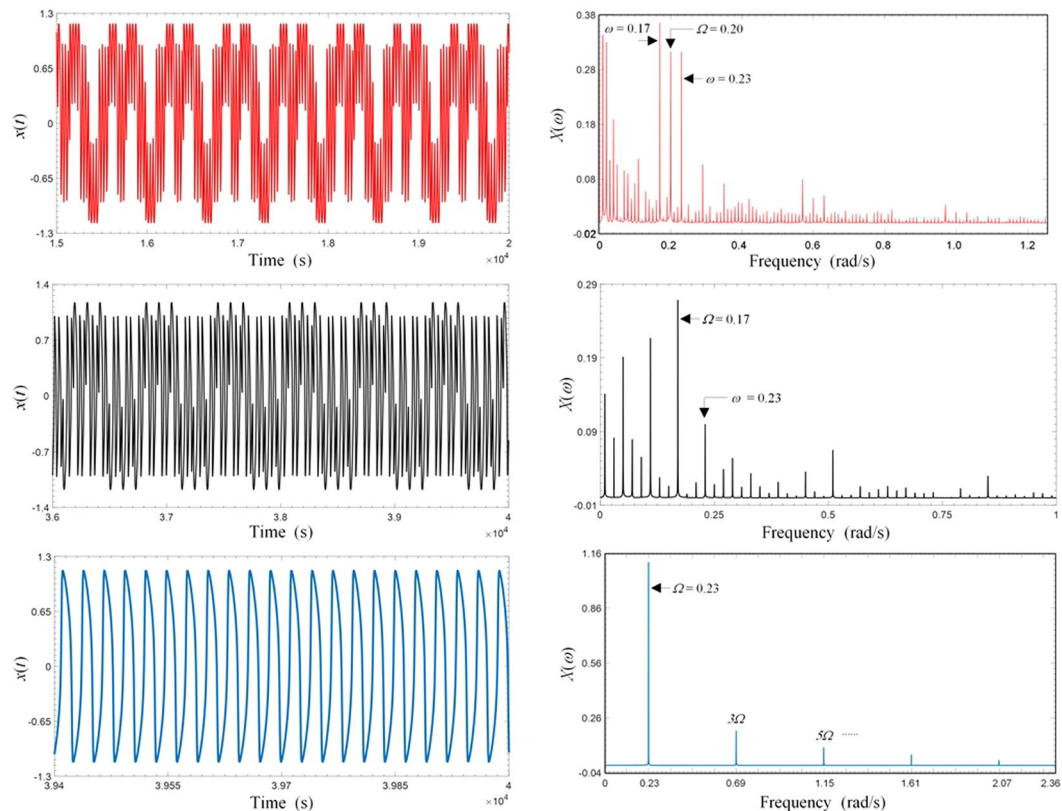 1.3
0.65
0
-0.65
-1.3
x(t)
1.5 1.6 1.7 1.8 1.9 2
×10⁴
Time (s)
0.38
0.28
0.18
0.08
-0.02
X(ω)
ω = 0.17
Ω = 0.20
ω = 0.23
0 0.2 0.4 0.6 0.8 1.0 1.2
Frequency (rad/s)
1.4
0.7
0
-0.7
-1.4
x(t)
3.6 3.7 3.8 3.9 4
×10⁴
Time (s)
0.29
0.19
0.09
-0.01
X(ω)
Ω = 0.17
ω = 0.23
0 0.25 0.5 0.75 1
Frequency (rad/s)
1.3
0.65
0
-0.65
-1.3
x(t)
3.94 3.955 3.97 3.985 4
×10⁴
Time (s)
1.16
0.86
0.56
0.26
-0.04
X(ω)
Ω = 0.23
3Ω
5Ω ······
0 0.23 0.69 1.15 1.61 2.07 2.36
Frequency (rad/s)